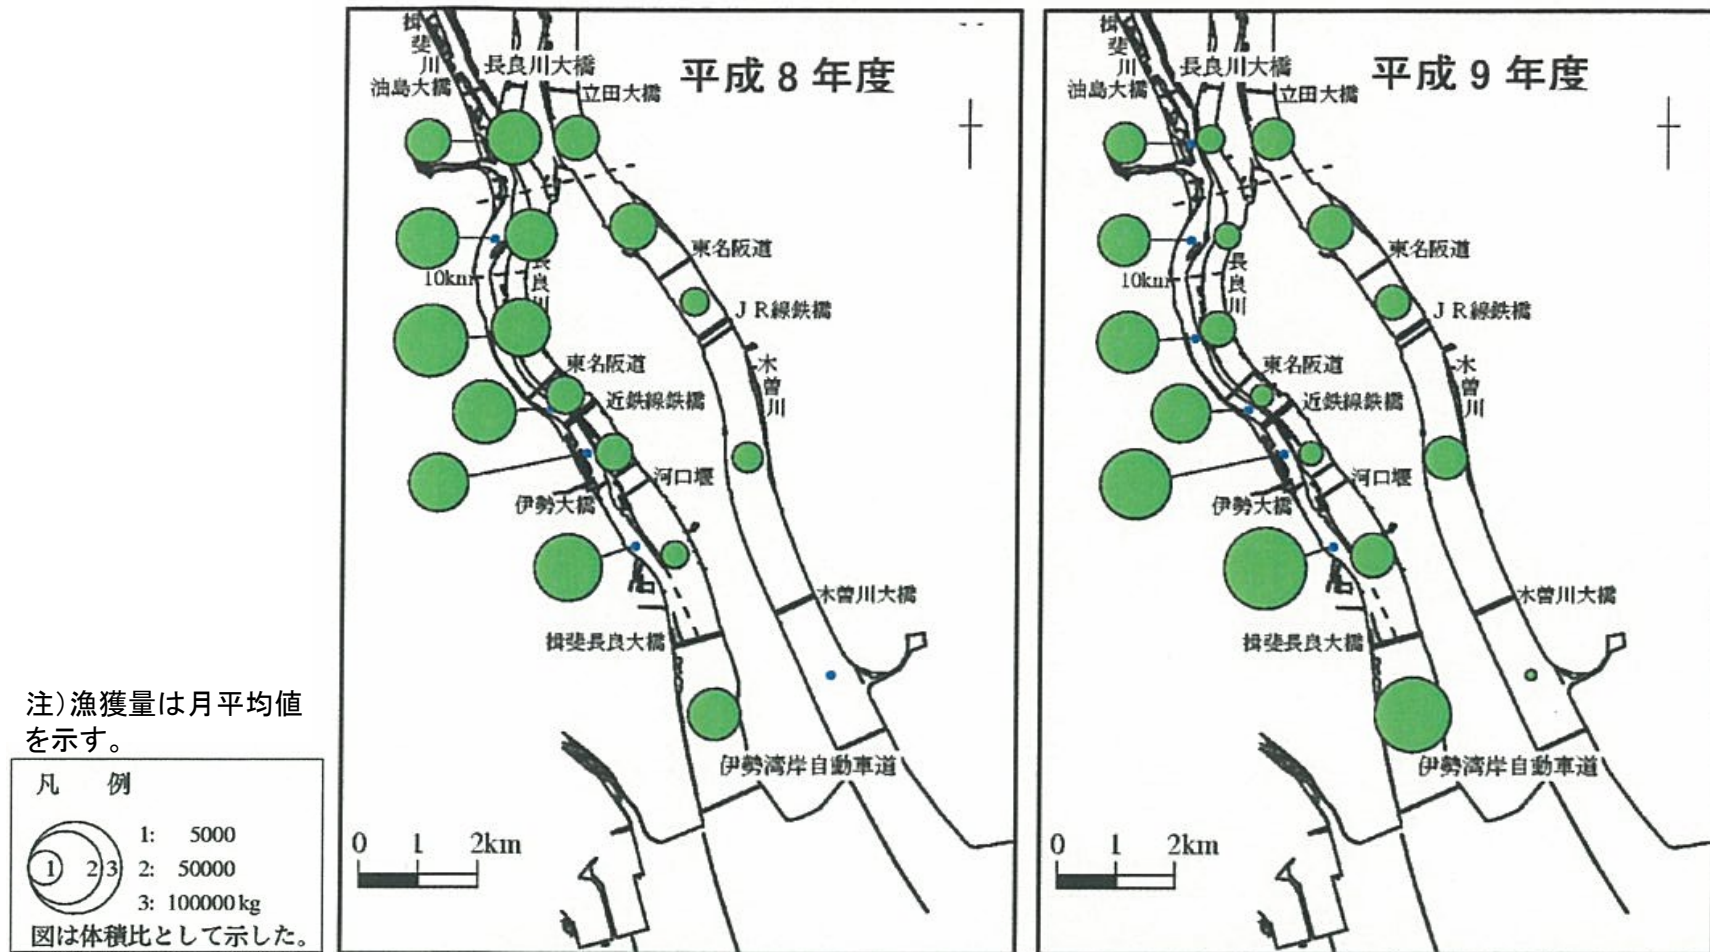 平成8年度
揖斐川
長良川大橋
油島大橋
立田大橋
東名阪道
10km
長良川
JR線鉄橋
東名阪道
木曽川
近鉄線鉄橋
河口堰
伊勢大橋
木曽川大橋
揖斐長良大橋
伊勢湾岸自動車道
0 1 2km
平成9年度
揖斐川
長良川大橋
油島大橋
立田大橋
東名阪道
10km
長良川
JR線鉄橋
東名阪道
木曽川
近鉄線鉄橋
河口堰
伊勢大橋
木曽川大橋
揖斐長良大橋
伊勢湾岸自動車道
0 1 2km
注)漁獲量は月平均値
を示す。
凡 例
1 2 3
1: 5000
2: 50000
3: 100000kg
図は体積比として示した。